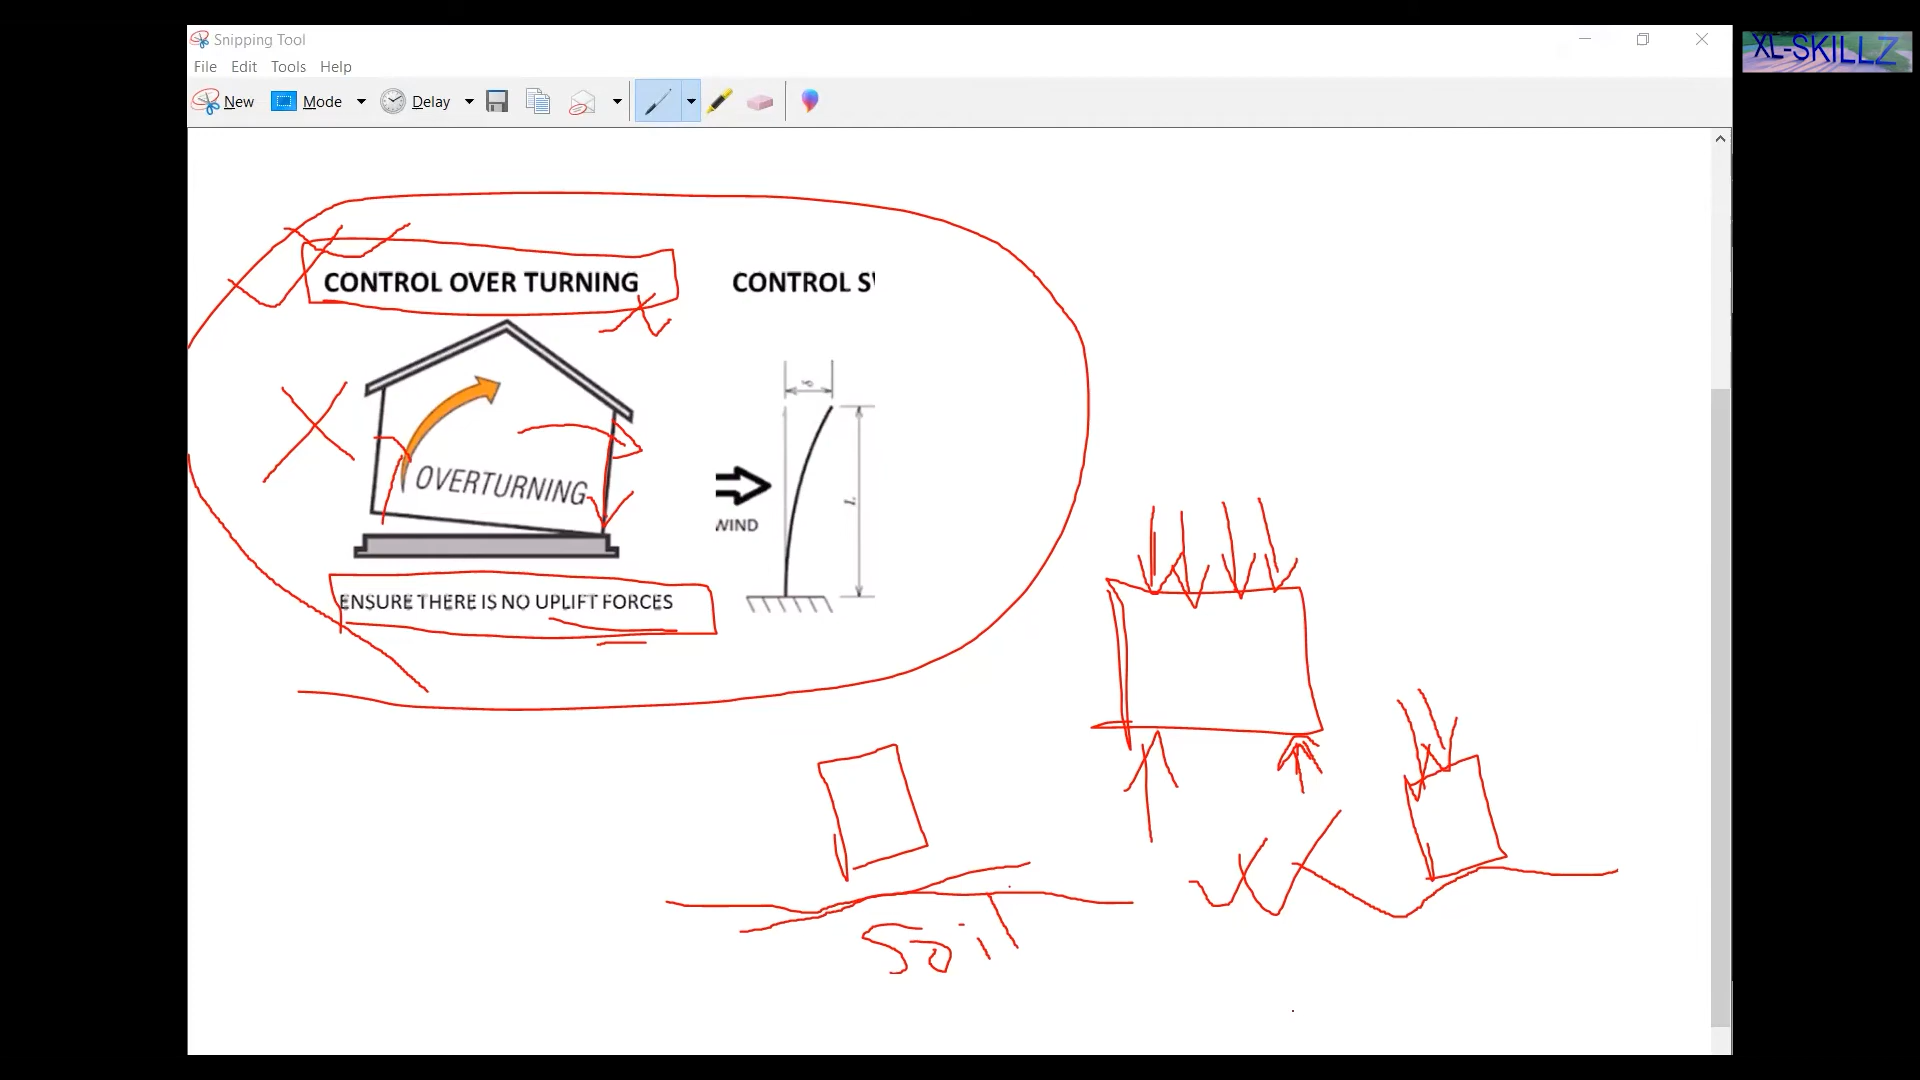 Snipping Tool
XL-SKILLZ
File Edit Tools Help
New Mode Delay
CONTROL OVER TURNING
CONTROL S
OVERTURNING
δ
L
WIND
ENSURE THERE IS NO UPLIFT FORCES
Soil